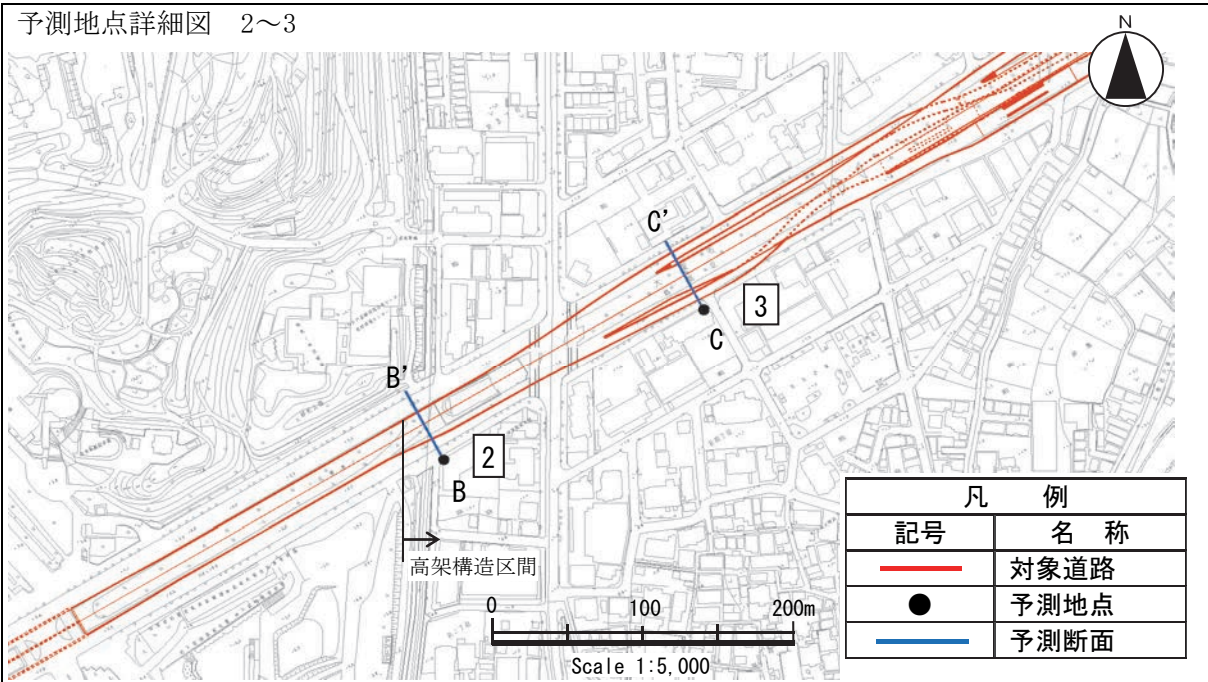 予測地点詳細図 2～3
N
C'
3
C
B'
2
B
高架構造区間
0 100 200m
Scale 1:5,000
凡 例
記号 名 称
対象道路
予測地点
予測断面